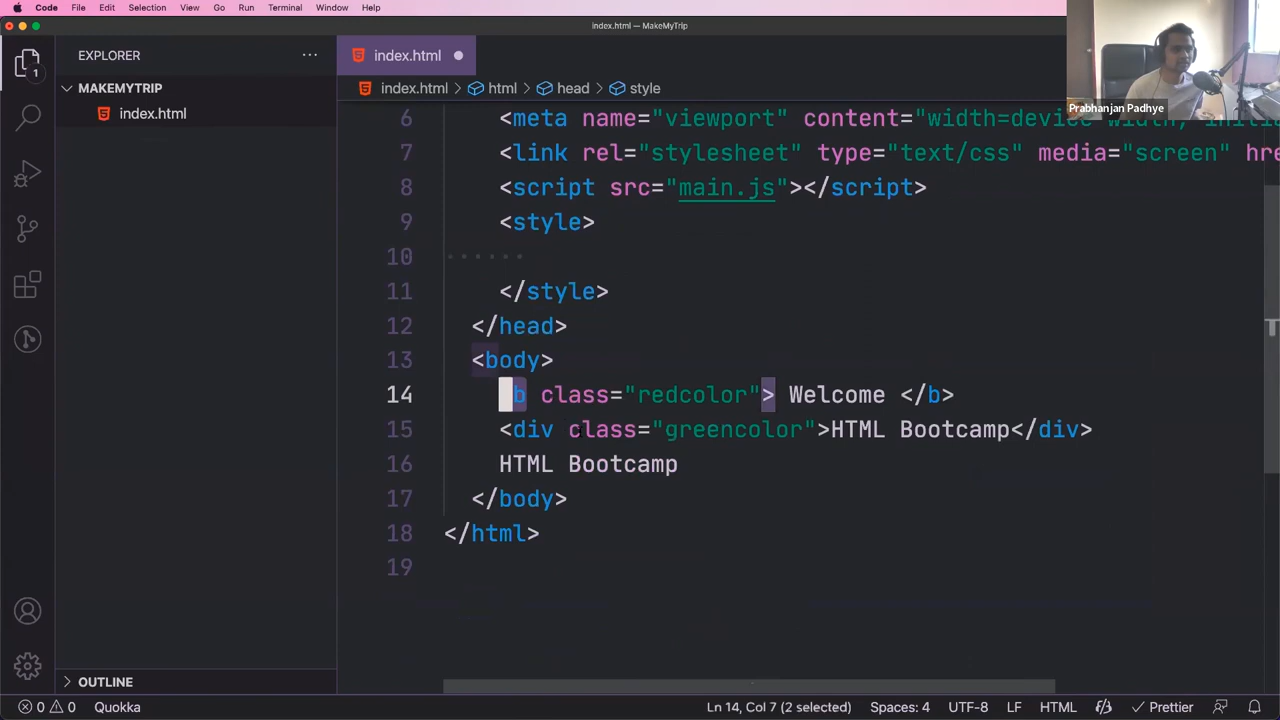 Code File Edit Selection View Go Run Terminal Window Help
index.html — MakeMyTrip
EXPLORER
index.html
Prabhanjan Padhye
MAKEMYTRIP
index.html > html > head > style
1
index.html
6 <meta name="viewport" content="width=device-width, initial
7 <link rel="stylesheet" type="text/css" media="screen" hre
8 <script src="main.js"></script>
9 <style>
10
11 </style>
12 </head>
13 <body>
14 b class="redcolor"> Welcome </b>
15 <div class="greencolor">HTML Bootcamp</div>
16 HTML Bootcamp
17 </body>
18 </html>
19
OUTLINE
0 0 Quokka Ln 14, Col 7 (2 selected) Spaces: 4 UTF-8 LF HTML Prettier